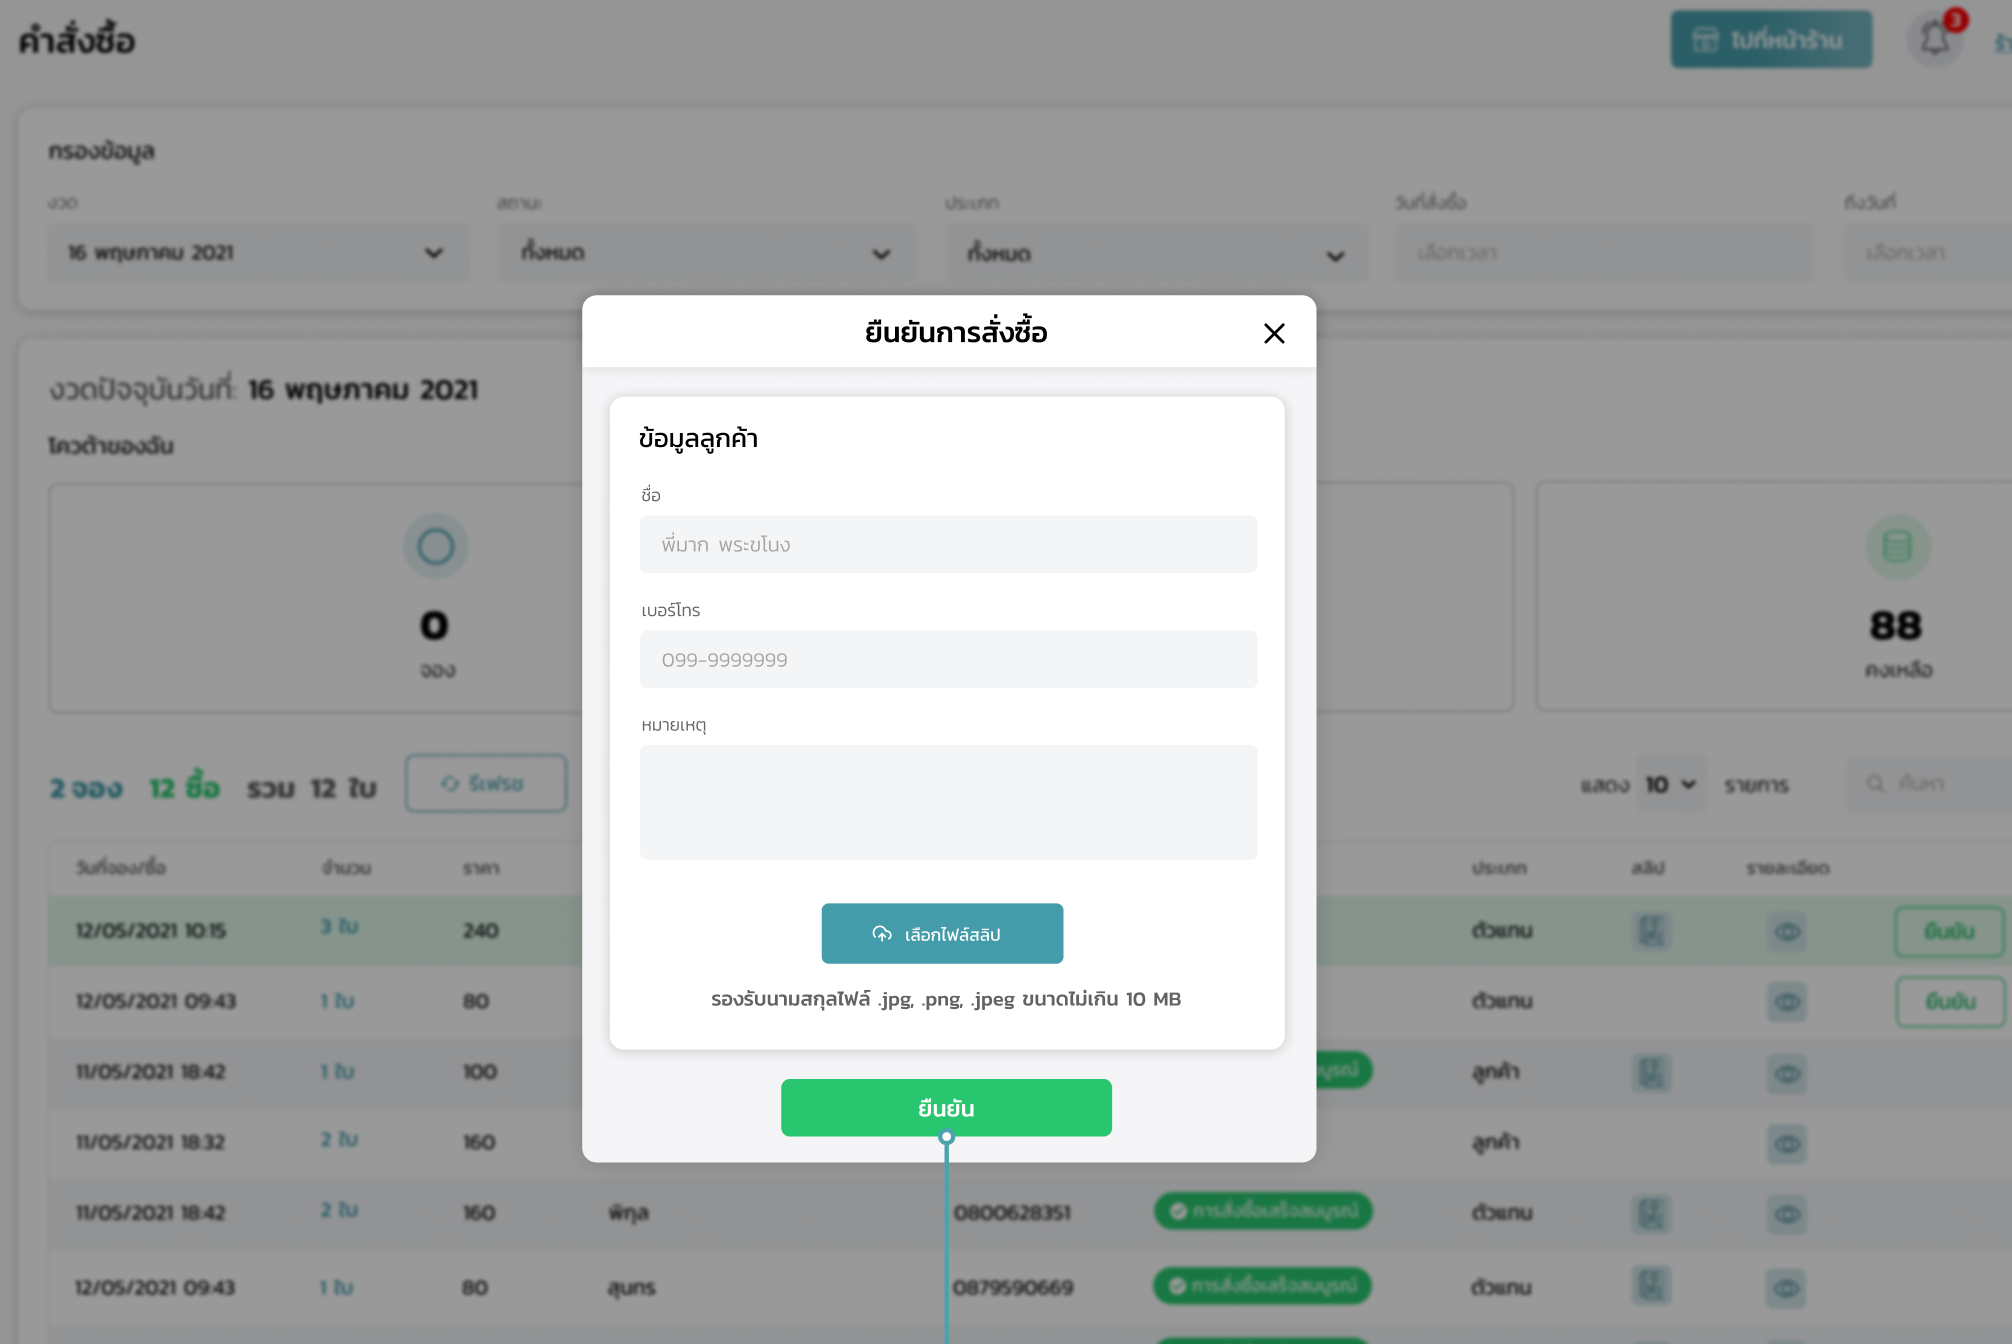 คำสั่งซื้อ
ไปที่หน้าร้าน
3
กรองข้อมูล
งวด สถานะ ประเภท วันที่สั่งซื้อ ถึงวันที่
16 พฤษภาคม 2021 ทั้งหมด ทั้งหมด เลือกเวลา เลือกเวลา
ยืนยันการสั่งซื้อ
งวดปัจจุบันวันที่: 16 พฤษภาคม 2021
โควต้าของฉัน
0
จอง
88
คงเหลือ
ข้อมูลลูกค้า
ชื่อ
พี่มาก พระขโนง
เบอร์โทร
099-9999999
หมายเหตุ
เลือกไฟล์สลิป
รองรับนามสกุลไฟล์ .jpg, .png, .jpeg ขนาดไม่เกิน 10 MB
ยืนยัน
2 จอง 12 ซื้อ รวม 12 ใบ รีเฟรช แสดง 10 รายการ ค้นหา
วันที่จอง/ซื้อ จำนวน ราคา ประเภท สลิป รายละเอียด
12/05/2021 10:15 3 ใบ 240 ตัวแทน ยืนยัน
12/05/2021 09:43 1 ใบ 80 ตัวแทน ยืนยัน
11/05/2021 18:42 1 ใบ 100 ลูกค้า
11/05/2021 18:32 2 ใบ 160 ลูกค้า
11/05/2021 18:42 2 ใบ 160 พิกุล 0800628351 การสั่งซื้อเสร็จสมบูรณ์ ตัวแทน
12/05/2021 09:43 1 ใบ 80 สุนทร 0879590669 การสั่งซื้อเสร็จสมบูรณ์ ตัวแทน